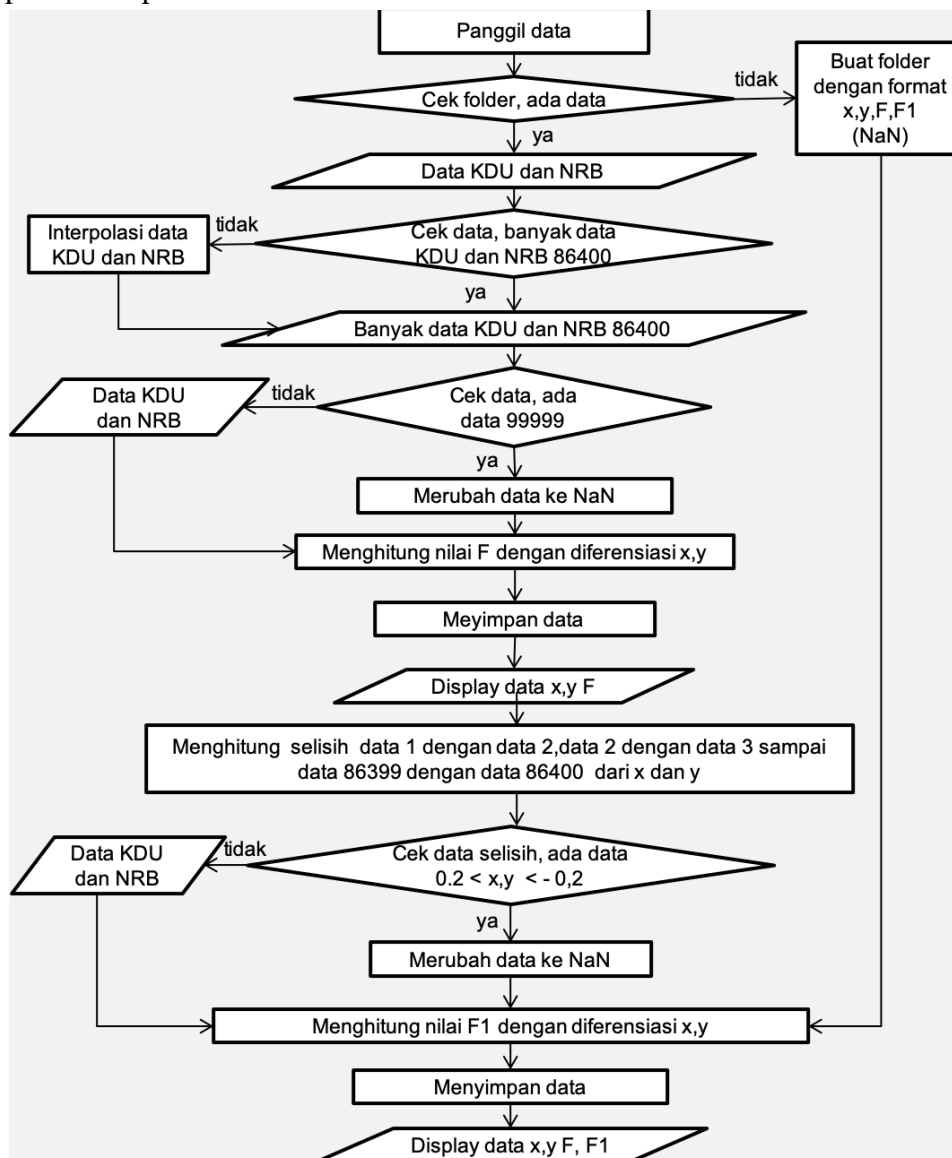 Panggil data
Cek folder, ada data
tidak
Buat folder
dengan format
x,y,F,F1
(NaN)
ya
Data KDU dan NRB
Cek data, banyak data
KDU dan NRB 86400
tidak
Interpolasi data
KDU dan NRB
ya
Banyak data KDU dan NRB 86400
Cek data, ada
data 99999
tidak
Data KDU
dan NRB
ya
Merubah data ke NaN
Menghitung nilai F dengan diferensiasi x,y
Meyimpan data
Display data x,y F
Menghitung selisih data 1 dengan data 2,data 2 dengan data 3 sampai
data 86399 dengan data 86400 dari x dan y
Cek data selisih, ada data
0.2 < x,y < - 0,2
tidak
Data KDU
dan NRB
ya
Merubah data ke NaN
Menghitung nilai F1 dengan diferensiasi x,y
Menyimpan data
Display data x,y F, F1